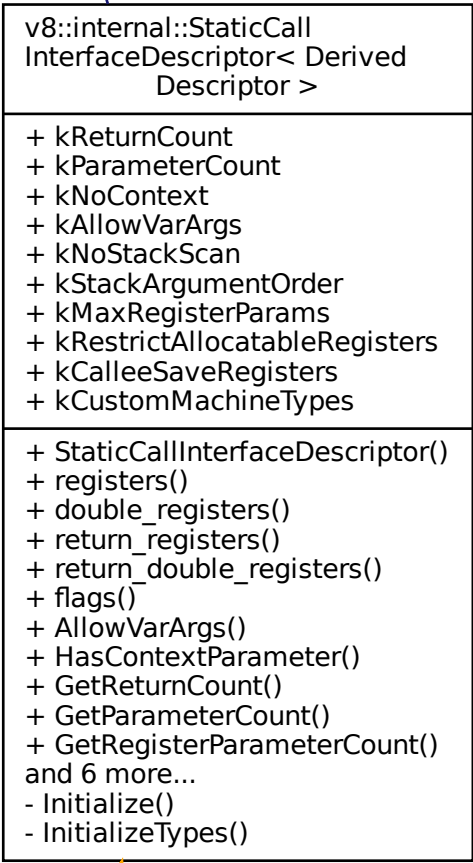 v8::internal::StaticCall
InterfaceDescriptor< Derived
Descriptor >
+ kReturnCount
+ kParameterCount
+ kNoContext
+ kAllowVarArgs
+ kNoStackScan
+ kStackArgumentOrder
+ kMaxRegisterParams
+ kRestrictAllocatableRegisters
+ kCalleeSaveRegisters
+ kCustomMachineTypes
+ StaticCallInterfaceDescriptor()
+ registers()
+ double_registers()
+ return_registers()
+ return_double_registers()
+ flags()
+ AllowVarArgs()
+ HasContextParameter()
+ GetReturnCount()
+ GetParameterCount()
+ GetRegisterParameterCount()
and 6 more...
- Initialize()
- InitializeTypes()